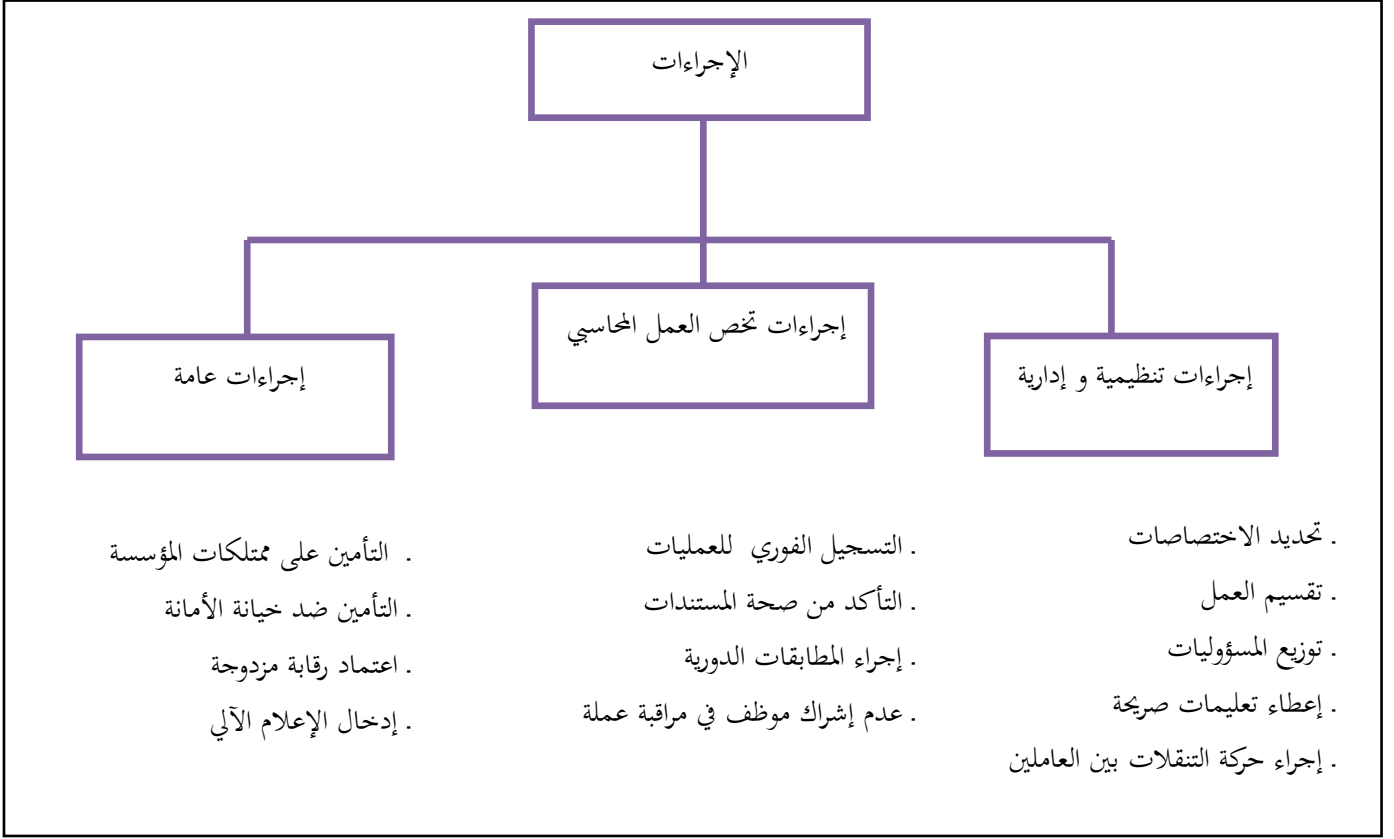 الإجراءات
إجراءات تنظيمية و إدارية
إجراءات تخص العمل المحاسبي
إجراءات عامة
. تحديد الاختصاصات
. تقسيم العمل
. توزيع المسؤوليات
. إعطاء تعليمات صريحة
. إجراء حركة التنقلات بين العاملين
. التسجيل الفوري للعمليات
. التأكد من صحة المستندات
. إجراء المطابقات الدورية
. عدم إشراك موظف في مراقبة عملة
. التأمين على ممتلكات المؤسسة
. التأمين ضد خيانة الأمانة
. اعتماد رقابة مزدوجة
. إدخال الإعلام الآلي